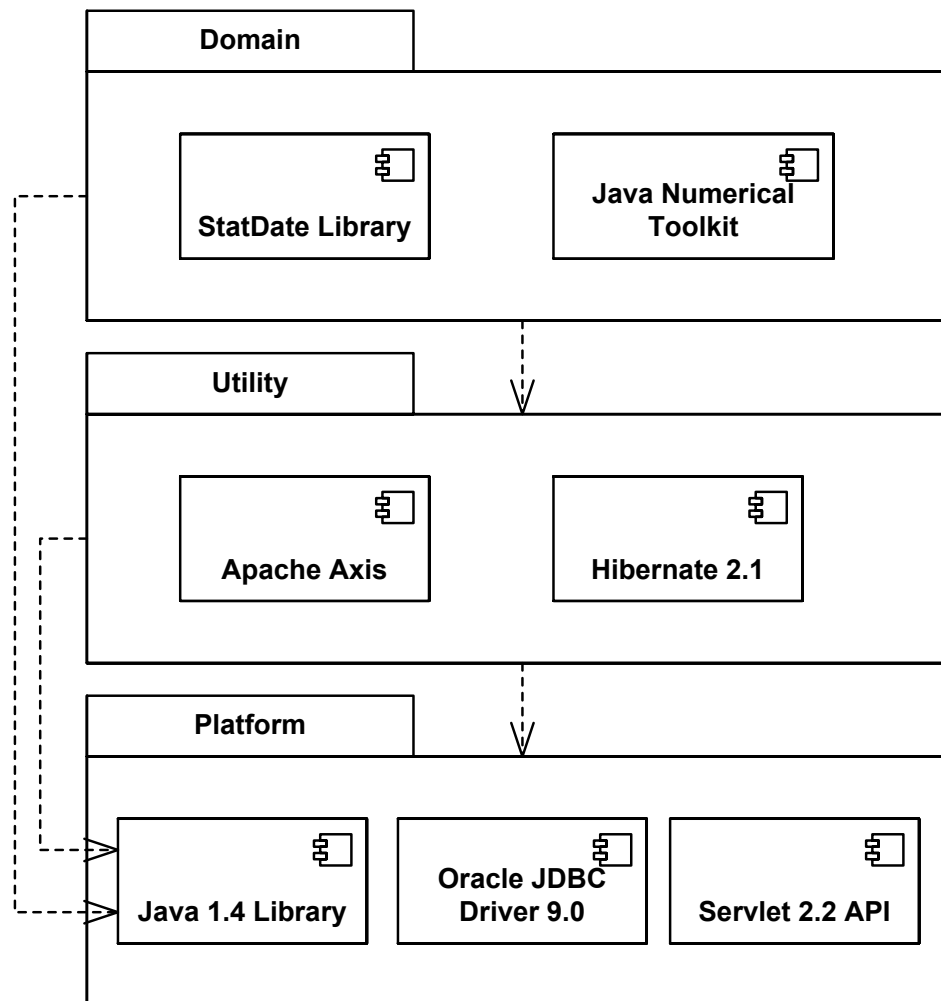 Domain
StatDate Library
Java Numerical
Toolkit
Utility
Apache Axis
Hibernate 2.1
Platform
Java 1.4 Library
Oracle JDBC
Driver 9.0
Servlet 2.2 API